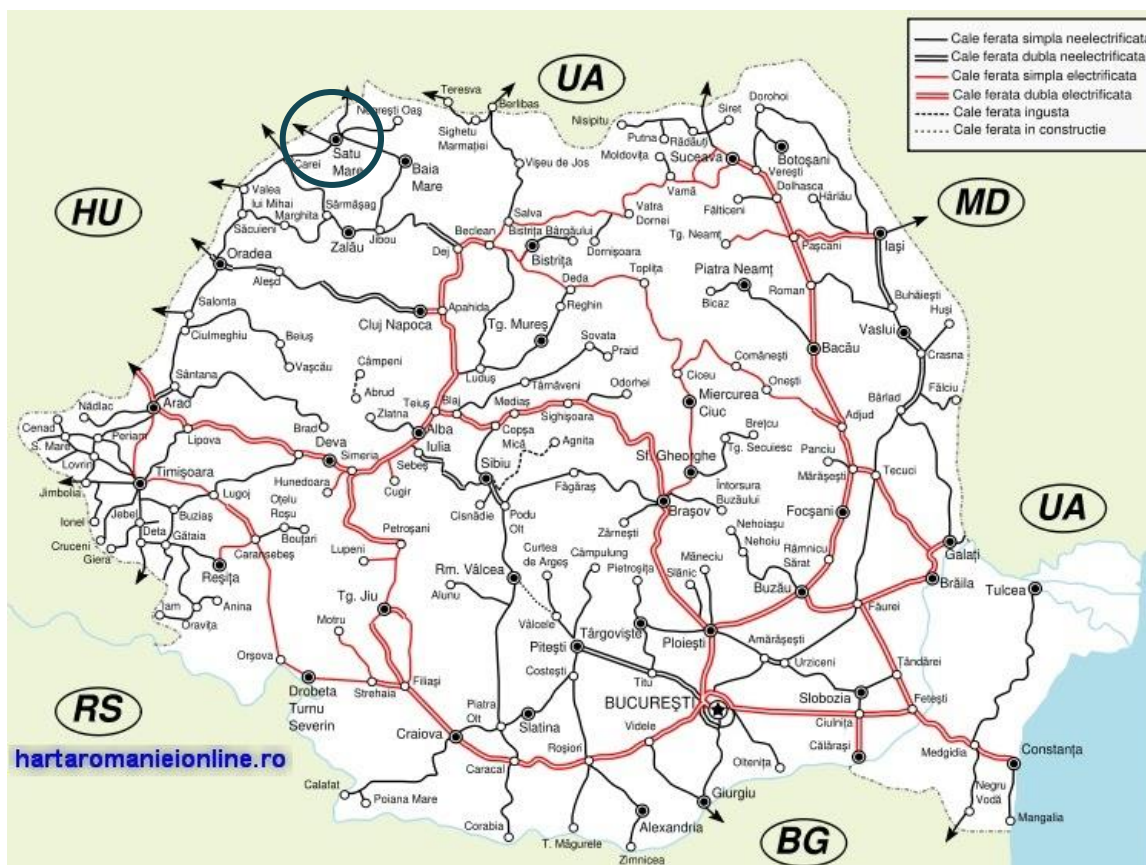 Cale ferata simpla neelectrificata
Cale ferata dubla neelectrificata
Cale ferata simpla electrificata
Cale ferata dubla electrificata
Cale ferata ingusta
Cale ferata in constructie
UA
HU
MD
UA
RS
BG
hartaromanieionline.ro
Teresva
Berlibas
Negrești Oaș
Sighetu
Marmației
Satu
Mare
Carei
Baia
Mare
Vișeu de Jos
Nisipitu
Putna
Siret
Rădăuți
Dorohoi
Moldovița
Suceava
Botoșani
Verești
Vamă
Dolhasca
Hârlău
Fălticeni
Valea
lui Mihai
Marghita
Sărmășag
Săcuieni
Zalău
Jibou
Salva
Beclean
Bistrița Bârgăului
Vatra
Dornei
Dej
Bistrița
Dornișoara
Tg. Neamț
Pașcani
Iași
Oradea
Aleșd
Toplița
Deda
Piatra Neamț
Roman
Reghin
Bicaz
Buhăiești
Huși
Salonta
Apahida
Cluj Napoca
Tg. Mureș
Vaslui
Ciulmeghiu
Beiuș
Vașcău
Sovata
Praid
Comănești
Bacău
Crasna
Câmpeni
Luduș
Ciceu
Sântana
Abrud
Târnăveni
Odorhei
Onești
Fălciu
Nădlac
Arad
Teiuș
Blaj
Mediaș
Miercurea
Ciuc
Bârlad
Zlatna
Sighișoara
Adjud
Cenad
Periam
Brad
Alba
Iulia
Copșa
Mică
Brețcu
Lipova
Deva
Agnita
Tg. Secuiesc
Panciu
S. Mare
Simeria
Sebeș
Sibiu
Sf. Gheorghe
Tecuci
Lovrin
Timișoara
Mărășești
Hunedoara
Cugir
Făgăraș
Întorsura
Buzăului
Jimbolia
Lugoj
Oțelu
Roșu
Cisnădie
Podu
Olt
Brașov
Ionel
Jebel
Buziaș
Focșani
Deta
Gătaia
Bouțari
Petroșani
Zărnești
Nehoiașu
Nehoiu
Cruceni
Giera
Caransebeș
Lupeni
Curtea
de Argeș
Câmpulung
Râmnicu
Sărat
Galați
Reșița
Rm. Vâlcea
Pietroșița
Măneciu
Slănic
Brăila
Tulcea
Iam
Anina
Tg. Jiu
Alunu
Buzău
Oravița
Motru
Vâlcele
Târgoviște
Făurei
Pitești
Ploiești
Amărășești
Orșova
Costești
Urziceni
Țăndărei
Drobeta
Turnu
Severin
Strehaia
Filiași
Titu
Slobozia
Piatra
Olt
BUCUREȘTI
Fetești
Slatina
Ciulnița
Craiova
Videle
Medgidia
Constanța
Roșiori
Călărași
Caracal
Oltenița
Calafat
Poiana Mare
Giurgiu
Negru
Vodă
Mangalia
Corabia
Alexandria
T. Măgurele
Zimnicea